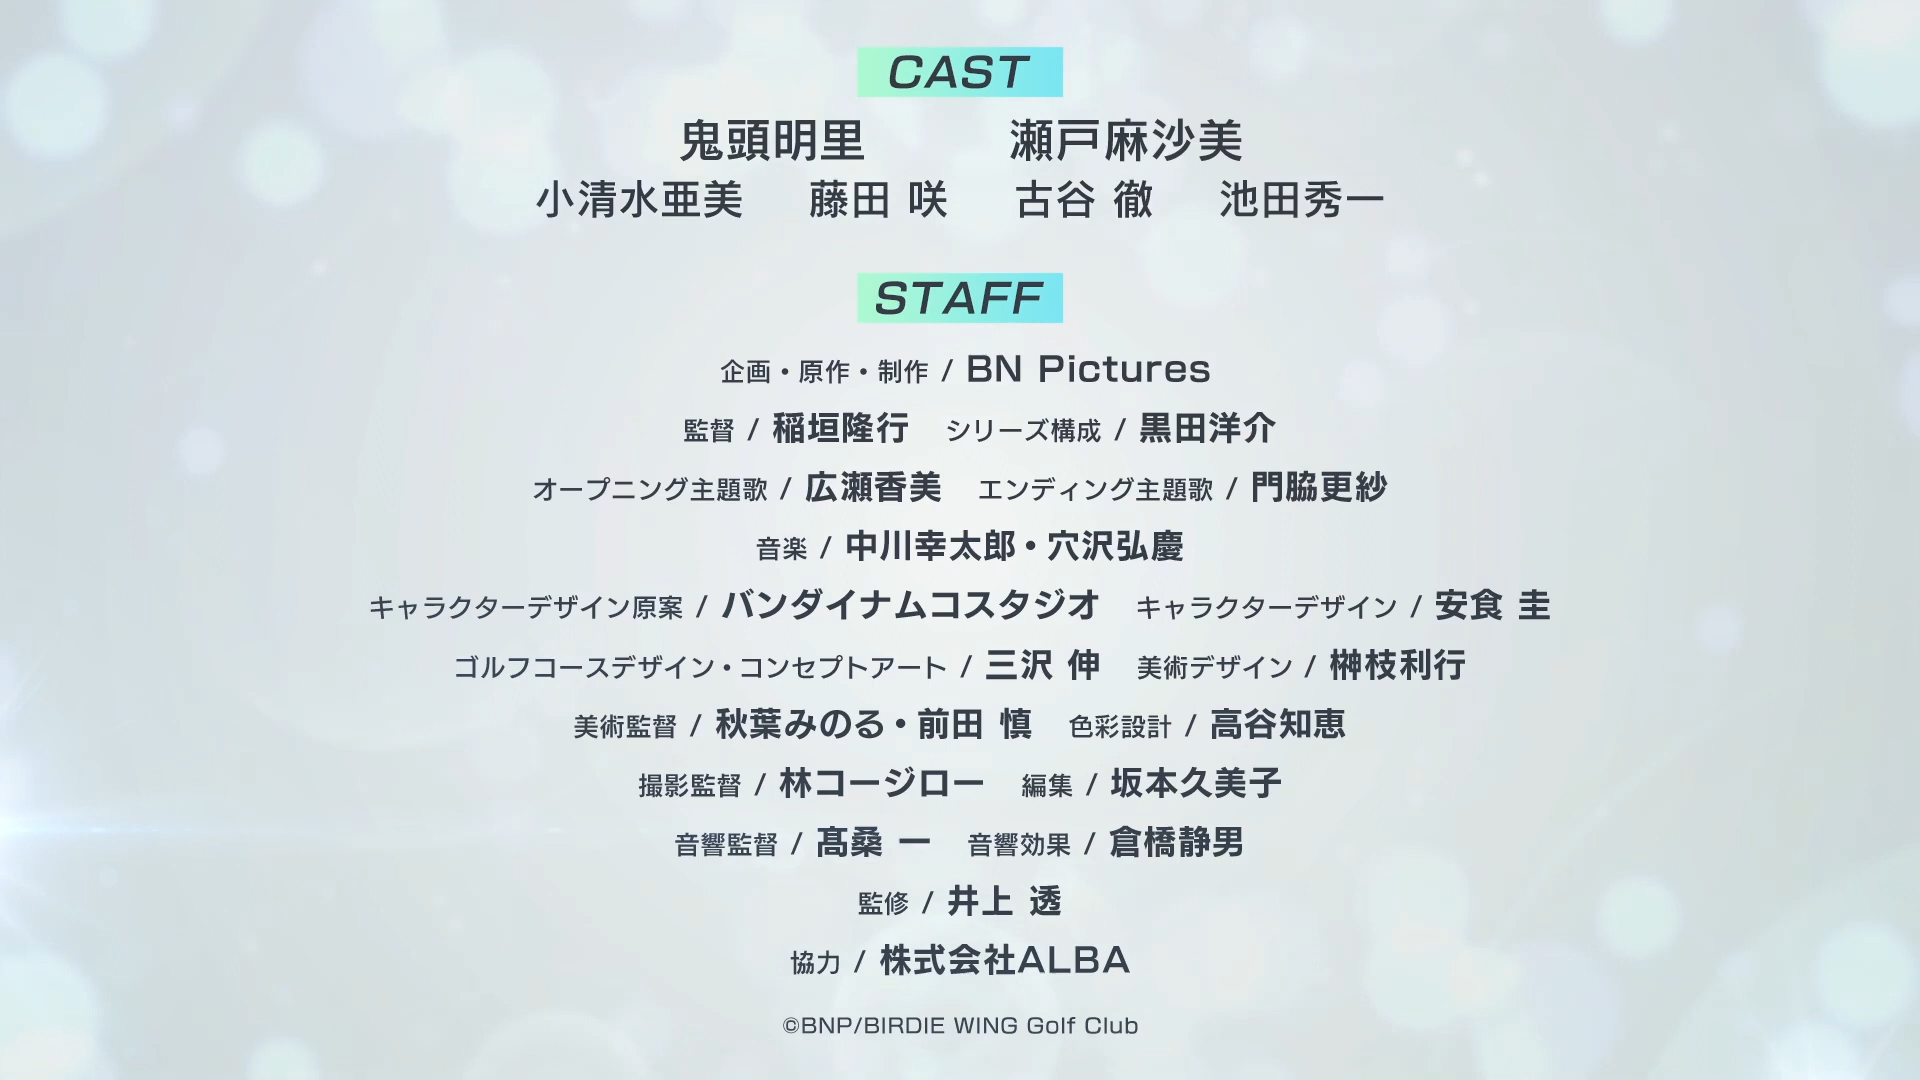 CAST
鬼頭明里 瀬戸麻沙美
小清水亜美 藤田 咲 古谷 徹 池田秀一
STAFF
企画・原作・制作 / BN Pictures
監督 / 稲垣隆行 シリーズ構成 / 黒田洋介
オープニング主題歌 / 広瀬香美 エンディング主題歌 / 門脇更紗
音楽 / 中川幸太郎・穴沢弘慶
キャラクターデザイン原案 / バンダイナムコスタジオ キャラクターデザイン / 安食 圭
ゴルフコースデザイン・コンセプトアート / 三沢 伸 美術デザイン / 榊枝利行
美術監督 / 秋葉みのる・前田 慎 色彩設計 / 高谷知恵
撮影監督 / 林コージロー 編集 / 坂本久美子
音響監督 / 髙桑 一 音響効果 / 倉橋静男
監修 / 井上 透
協力 / 株式会社ALBA
©BNP/BIRDIE WING Golf Club